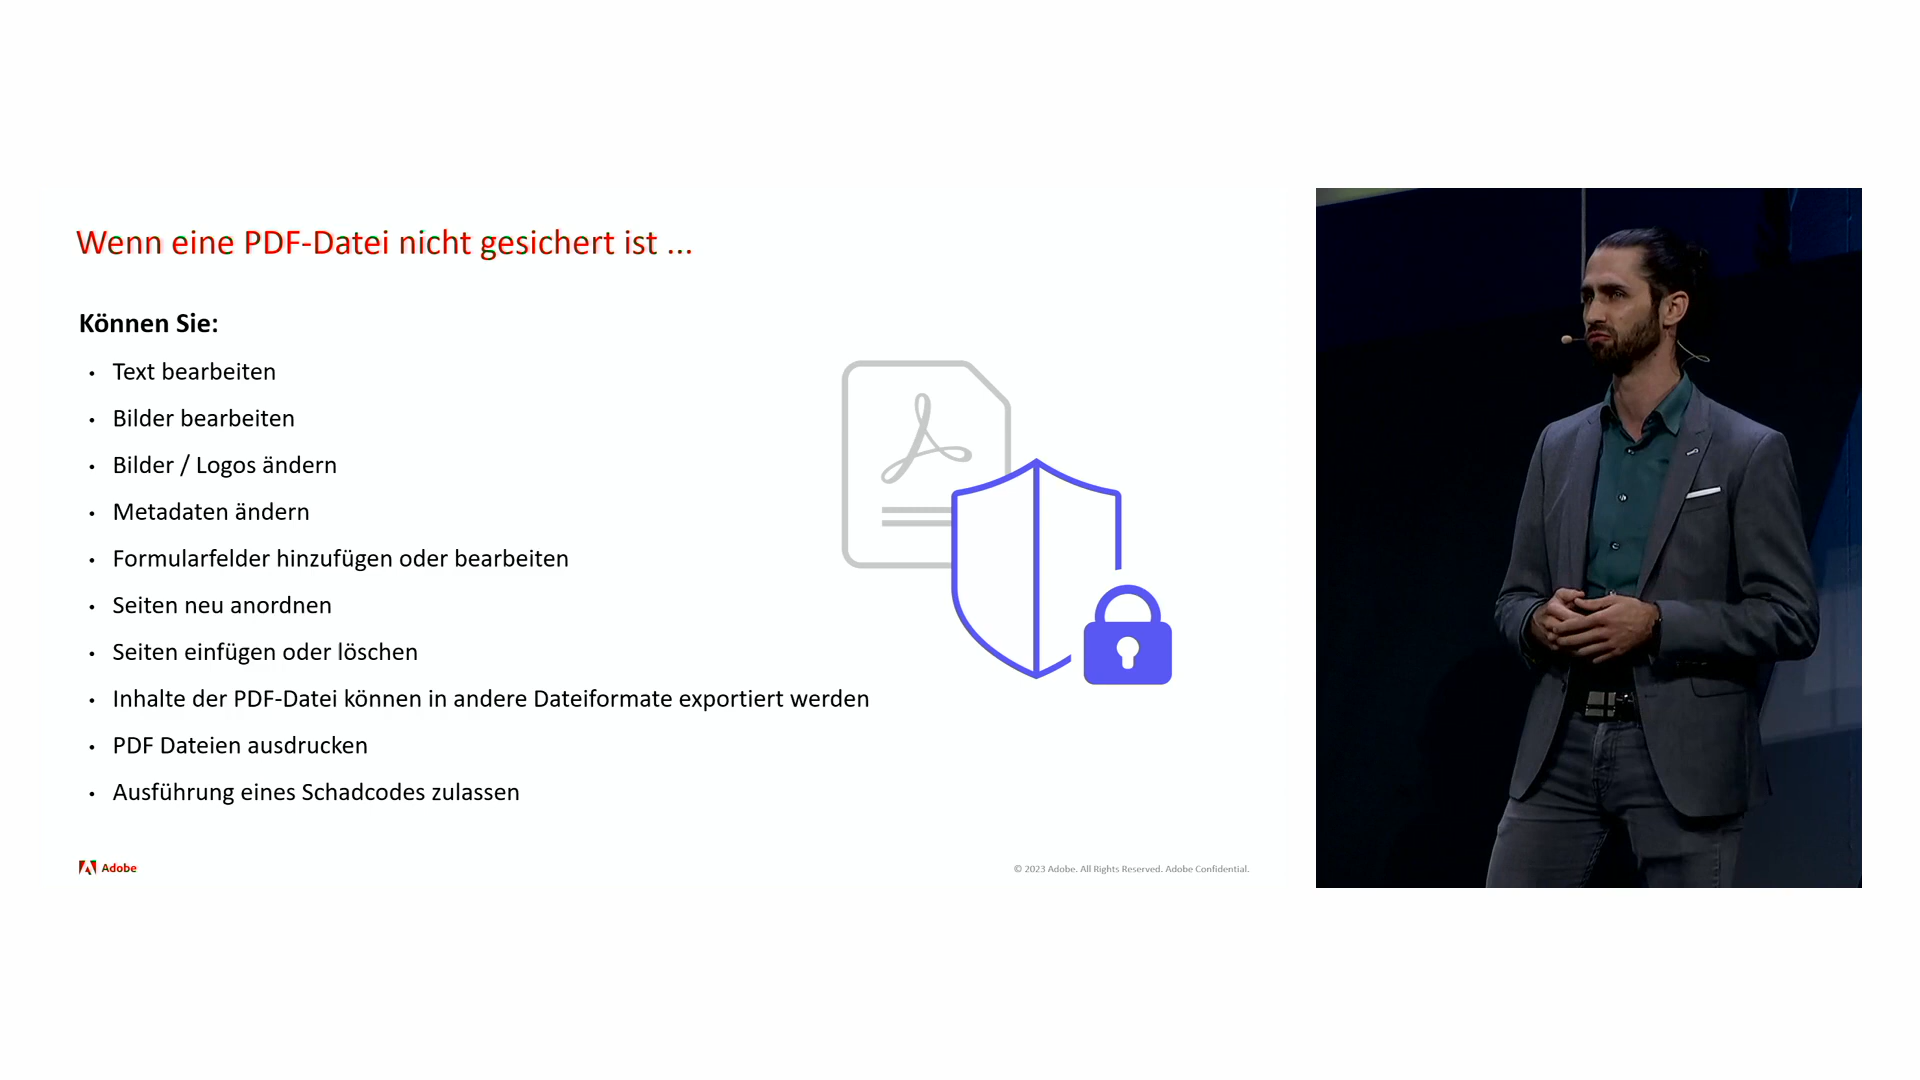 Wenn eine PDF-Datei nicht gesichert ist ...
Können Sie:
• Text bearbeiten
• Bilder bearbeiten
• Bilder / Logos ändern
• Metadaten ändern
• Formularfelder hinzufügen oder bearbeiten
• Seiten neu anordnen
• Seiten einfügen oder löschen
• Inhalte der PDF-Datei können in andere Dateiformate exportiert werden
• PDF Dateien ausdrucken
• Ausführung eines Schadcodes zulassen
Adobe
© 2023 Adobe. All Rights Reserved. Adobe Confidential.